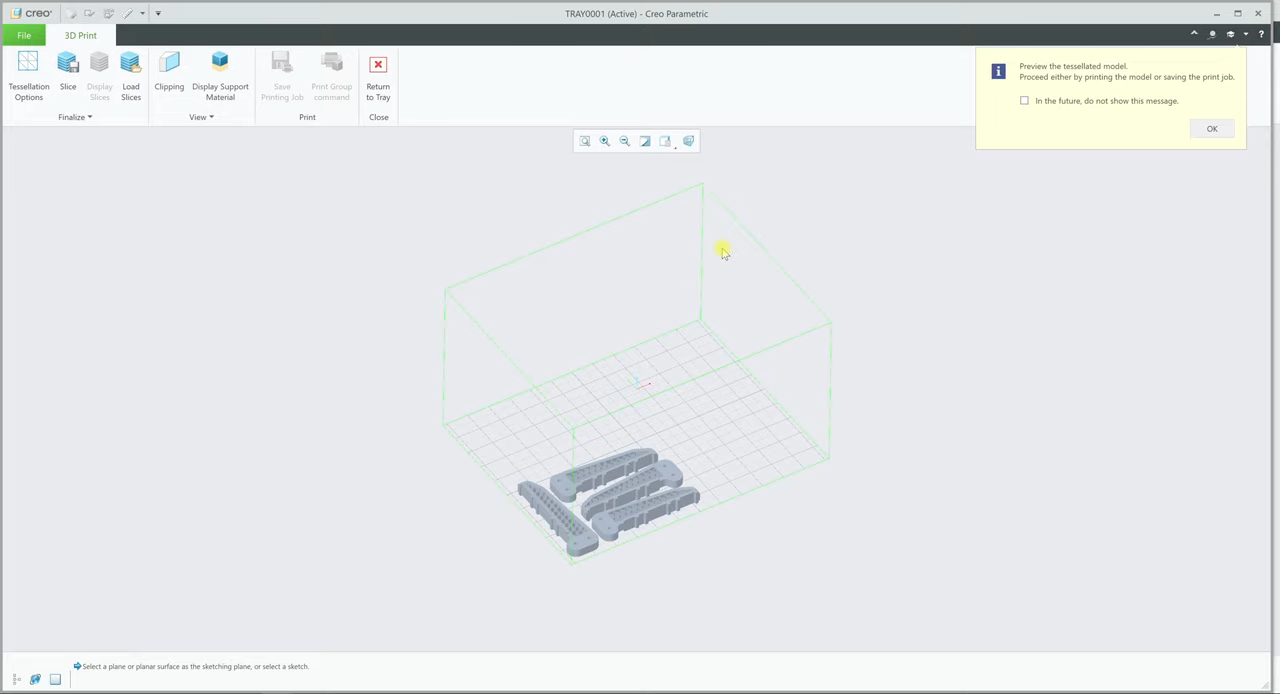 creo
TRAY0001 (Active) - Creo Parametric
File
3D Print
Tessellation
Options
Slice
Display
Slices
Load
Slices
Finalize
Clipping
Display Support
Material
View
Save
Printing Job
Print Group
command
Print
Return
to Tray
Close
Preview the tessellated model.
Proceed either by printing the model or saving the print job.
In the future, do not show this message.
OK
Select a plane or planar surface as the sketching plane, or select a sketch.